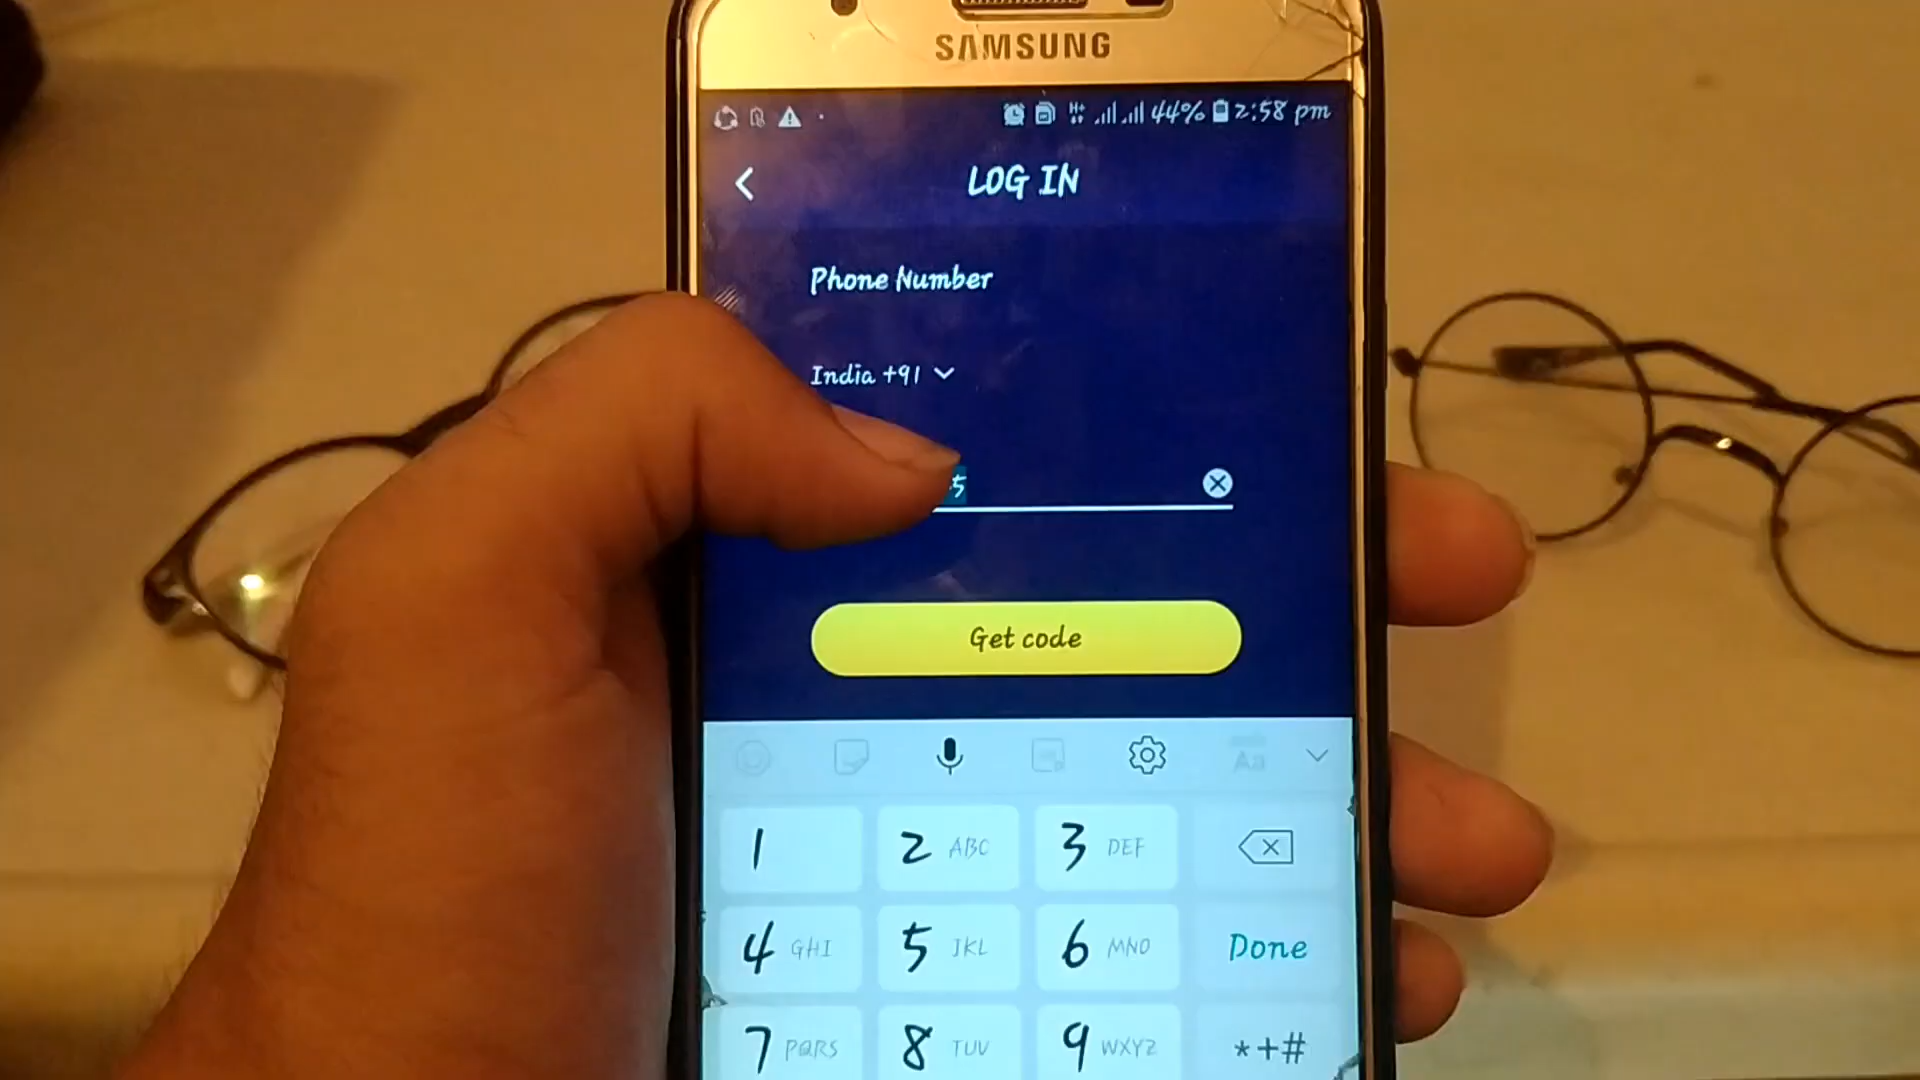 SAMSUNG
44% 2:58 pm
LOG IN
Phone Number
India +91
5
Get code
1 2 ABC 3 DEF
4 GHI 5 JKL 6 MNO Done
7 PQRS 8 TUV 9 WXYZ *+#